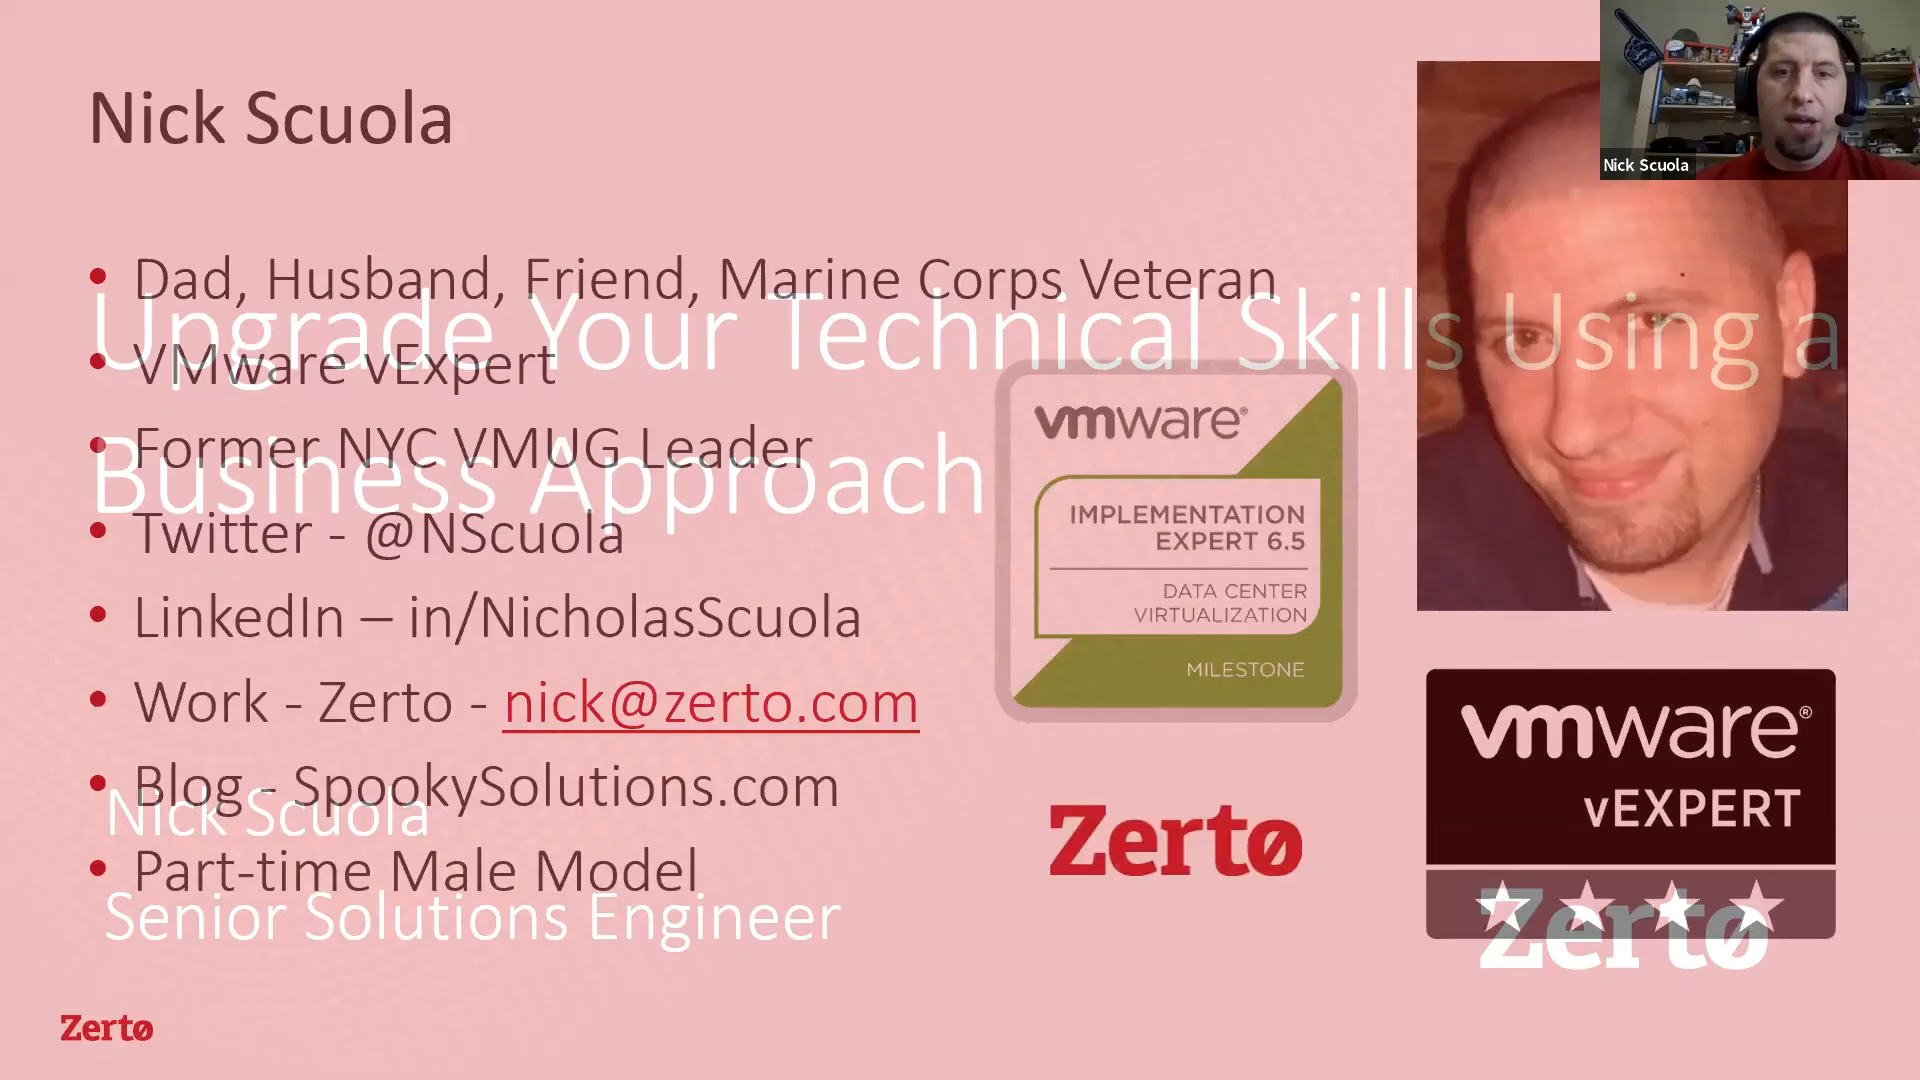 Nick Scuola
Nick Scuola
• Dad, Husband, Friend, Marine Corps Veteran
Upgrade Your Technical Skills Using a
• VMware vExpert
• Former NYC VMUG Leader
Business Approach
• Twitter - @NScuola
• LinkedIn – in/NicholasScuola
• Work - Zerto - nick@zerto.com
• Blog - SpookySolutions.com
Nick Scuola
• Part-time Male Model
Senior Solutions Engineer
vmware®
IMPLEMENTATION
EXPERT 6.5
DATA CENTER
VIRTUALIZATION
MILESTONE
Zerto
vmware®
vEXPERT
Zerto
Zerto